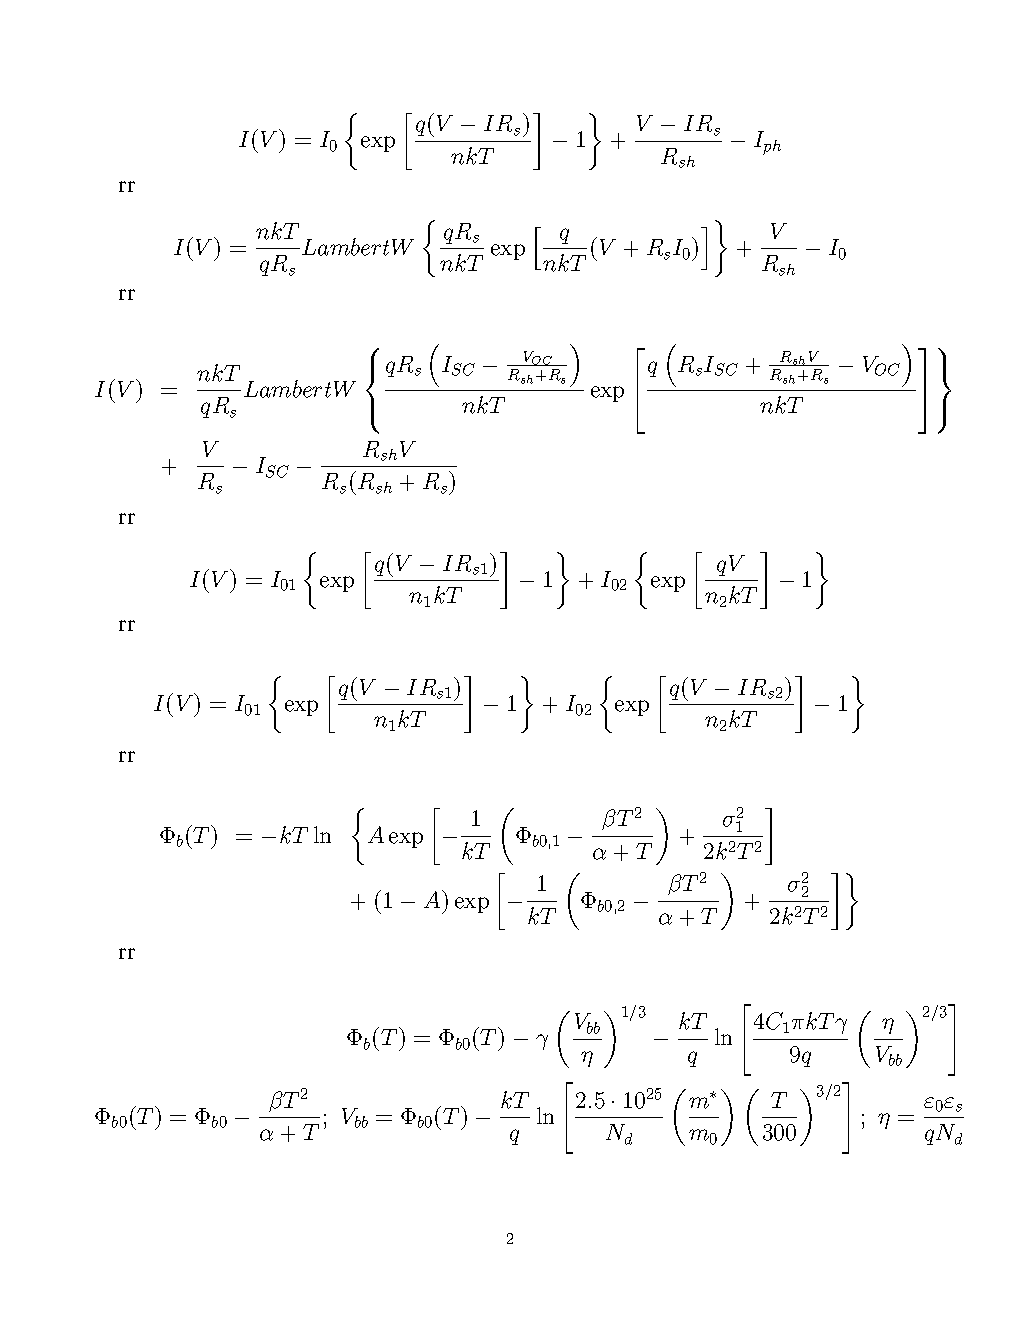 $I(V) = I_0 \left\{ \exp \left[ \frac{q(V - IR_s)}{nkT} \right] - 1 \right\} + \frac{V - IR_s}{R_{sh}} - I_{ph}$
rr
$I(V) = \frac{nkT}{qR_s} LambertW \left\{ \frac{qR_s}{nkT} \exp \left[ \frac{q}{nkT} (V + R_s I_0) \right] \right\} + \frac{V}{R_{sh}} - I_0$
rr
$I(V) = \frac{nkT}{qR_s} LambertW \left\{ \frac{qR_s \left( I_{SC} - \frac{V_{OC}}{R_{sh}+R_s} \right)}{nkT} \exp \left[ \frac{q \left( R_s I_{SC} + \frac{R_{sh}V}{R_{sh}+R_s} - V_{OC} \right)}{nkT} \right] \right\}$
$+ \frac{V}{R_s} - I_{SC} - \frac{R_{sh}V}{R_s(R_{sh} + R_s)}$
rr
$I(V) = I_{01} \left\{ \exp \left[ \frac{q(V - IR_{s1})}{n_1 kT} \right] - 1 \right\} + I_{02} \left\{ \exp \left[ \frac{qV}{n_2 kT} \right] - 1 \right\}$
rr
$I(V) = I_{01} \left\{ \exp \left[ \frac{q(V - IR_{s1})}{n_1 kT} \right] - 1 \right\} + I_{02} \left\{ \exp \left[ \frac{q(V - IR_{s2})}{n_2 kT} \right] - 1 \right\}$
rr
$\Phi_b(T) = -kT \ln \left\{ A \exp \left[ -\frac{1}{kT} \left( \Phi_{b0,1} - \frac{\beta T^2}{\alpha + T} \right) + \frac{\sigma_1^2}{2k^2T^2} \right] \right.$
$\left. + (1 - A) \exp \left[ -\frac{1}{kT} \left( \Phi_{b0,2} - \frac{\beta T^2}{\alpha + T} \right) + \frac{\sigma_2^2}{2k^2T^2} \right] \right\}$
rr
$\Phi_b(T) = \Phi_{b0}(T) - \gamma \left( \frac{V_{bb}}{\eta} \right)^{1/3} - \frac{kT}{q} \ln \left[ \frac{4C_1 \pi kT \gamma}{9q} \left( \frac{\eta}{V_{bb}} \right)^{2/3} \right]$
$\Phi_{b0}(T) = \Phi_{b0} - \frac{\beta T^2}{\alpha + T}; \; V_{bb} = \Phi_{b0}(T) - \frac{kT}{q} \ln \left[ \frac{2.5 \cdot 10^{25}}{N_d} \left( \frac{m^*}{m_0} \right) \left( \frac{T}{300} \right)^{3/2} \right]; \; \eta = \frac{\varepsilon_0 \varepsilon_s}{qN_d}$
2